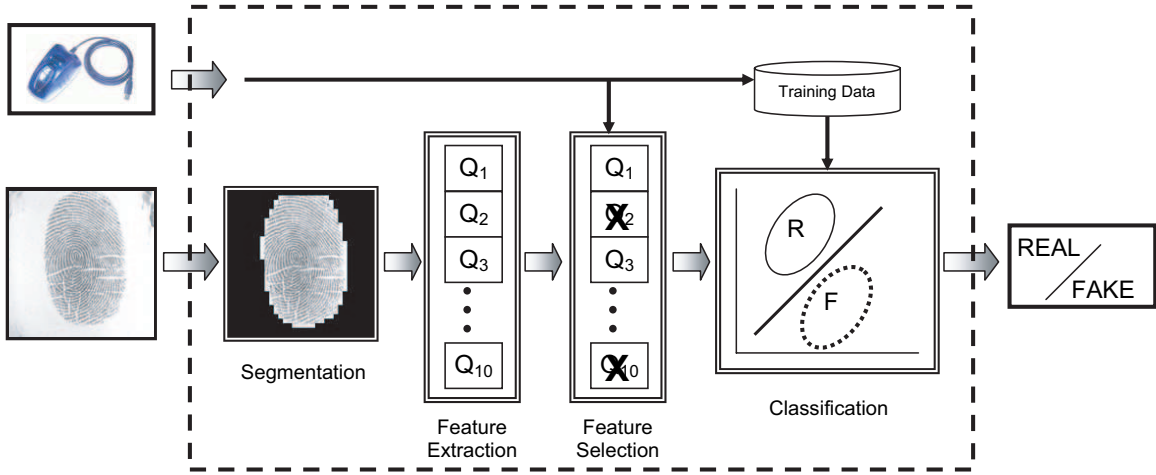 Training Data
Q1
Q2
Q3
Q10
Q1
Q2
Q3
Q10
R
F
REAL
FAKE
Segmentation
Feature
Extraction
Feature
Selection
Classification